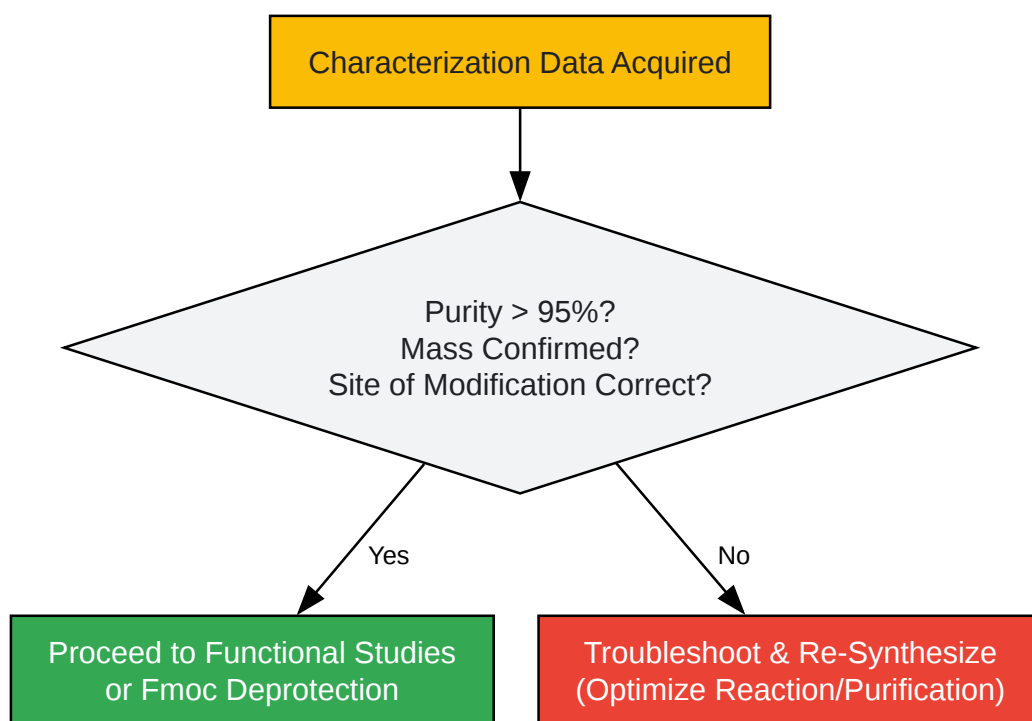 Characterization Data Acquired
Purity > 95%?
Mass Confirmed?
Site of Modification Correct?
Yes
No
Proceed to Functional Studies
or Fmoc Deprotection
Troubleshoot & Re-Synthesize
(Optimize Reaction/Purification)